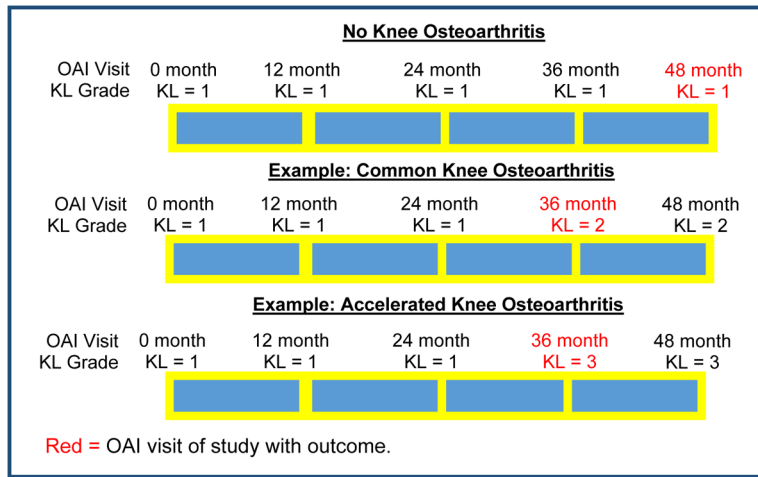 No Knee Osteoarthritis
OAI Visit 0 month 12 month 24 month 36 month 48 month
KL Grade KL = 1 KL = 1 KL = 1 KL = 1 KL = 1
Example: Common Knee Osteoarthritis
OAI Visit 0 month 12 month 24 month 36 month 48 month
KL Grade KL = 1 KL = 1 KL = 1 KL = 2 KL = 2
Example: Accelerated Knee Osteoarthritis
OAI Visit 0 month 12 month 24 month 36 month 48 month
KL Grade KL = 1 KL = 1 KL = 1 KL = 3 KL = 3
Red = OAI visit of study with outcome.